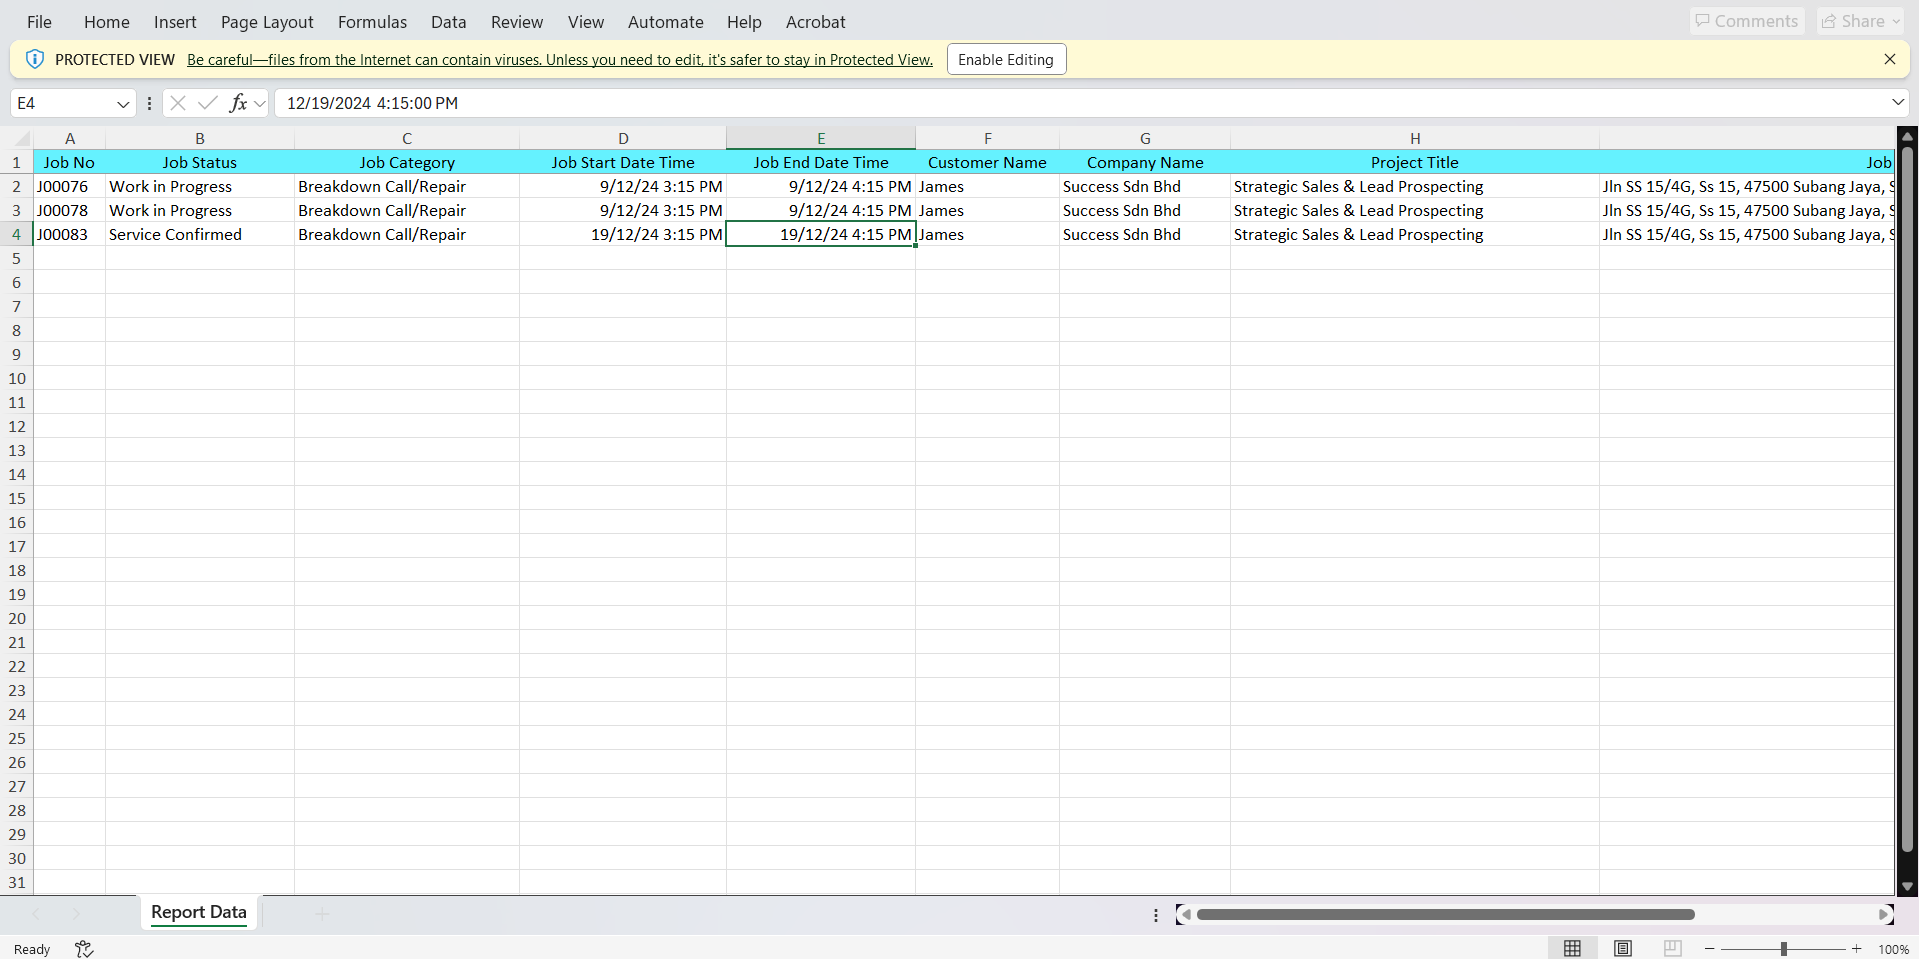 File Home Insert Page Layout Formulas Data Review View Automate Help Acrobat Comments Share
PROTECTED VIEW Be careful—files from the Internet can contain viruses. Unless you need to edit, it's safer to stay in Protected View. Enable Editing
E4 fx 12/19/2024 4:15:00 PM
A B C D E F G H
1 Job No Job Status Job Category Job Start Date Time Job End Date Time Customer Name Company Name Project Title Job
2 J00076 Work in Progress Breakdown Call/Repair 9/12/24 3:15 PM 9/12/24 4:15 PM James Success Sdn Bhd Strategic Sales & Lead Prospecting Jln SS 15/4G, Ss 15, 47500 Subang Jaya, S
3 J00078 Work in Progress Breakdown Call/Repair 9/12/24 3:15 PM 9/12/24 4:15 PM James Success Sdn Bhd Strategic Sales & Lead Prospecting Jln SS 15/4G, Ss 15, 47500 Subang Jaya, S
4 J00083 Service Confirmed Breakdown Call/Repair 19/12/24 3:15 PM 19/12/24 4:15 PM James Success Sdn Bhd Strategic Sales & Lead Prospecting Jln SS 15/4G, Ss 15, 47500 Subang Jaya, S
5
6
7
8
9
10
11
12
13
14
15
16
17
18
19
20
21
22
23
24
25
26
27
28
29
30
31
Report Data
Ready 100%